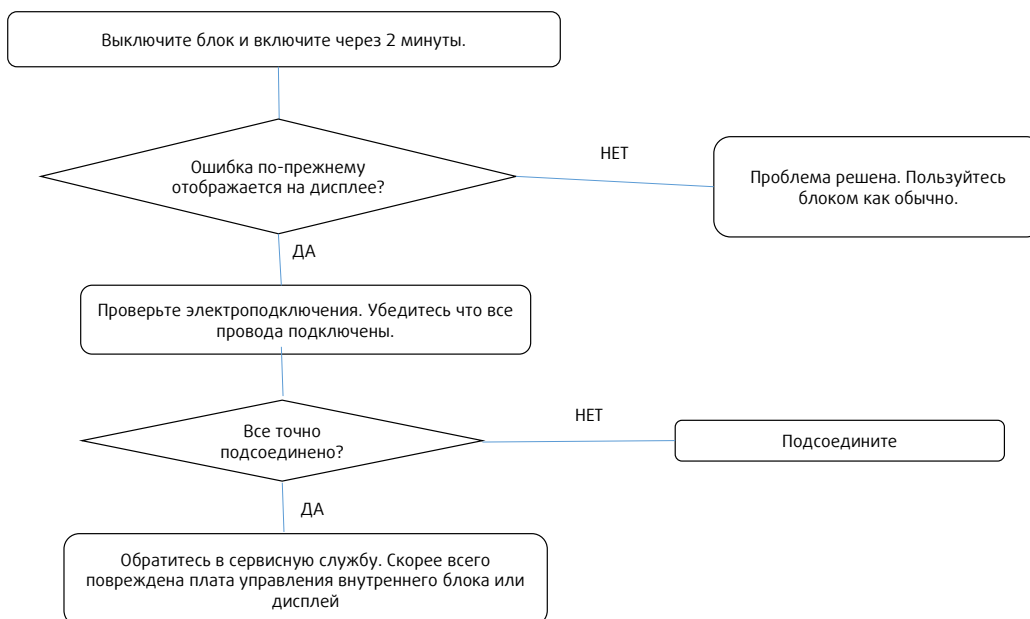 Выключите блок и включите через 2 минуты.
Ошибка по-прежнему
отображается на дисплее?
НЕТ
Проблема решена. Пользуйтесь
блоком как обычно.
ДА
Проверьте электроподключения. Убедитесь что все
провода подключены.
Все точно
подсоединено?
НЕТ
Подсоедините
ДА
Обратитесь в сервисную службу. Скорее всего
повреждена плата управления внутреннего блока или
дисплей